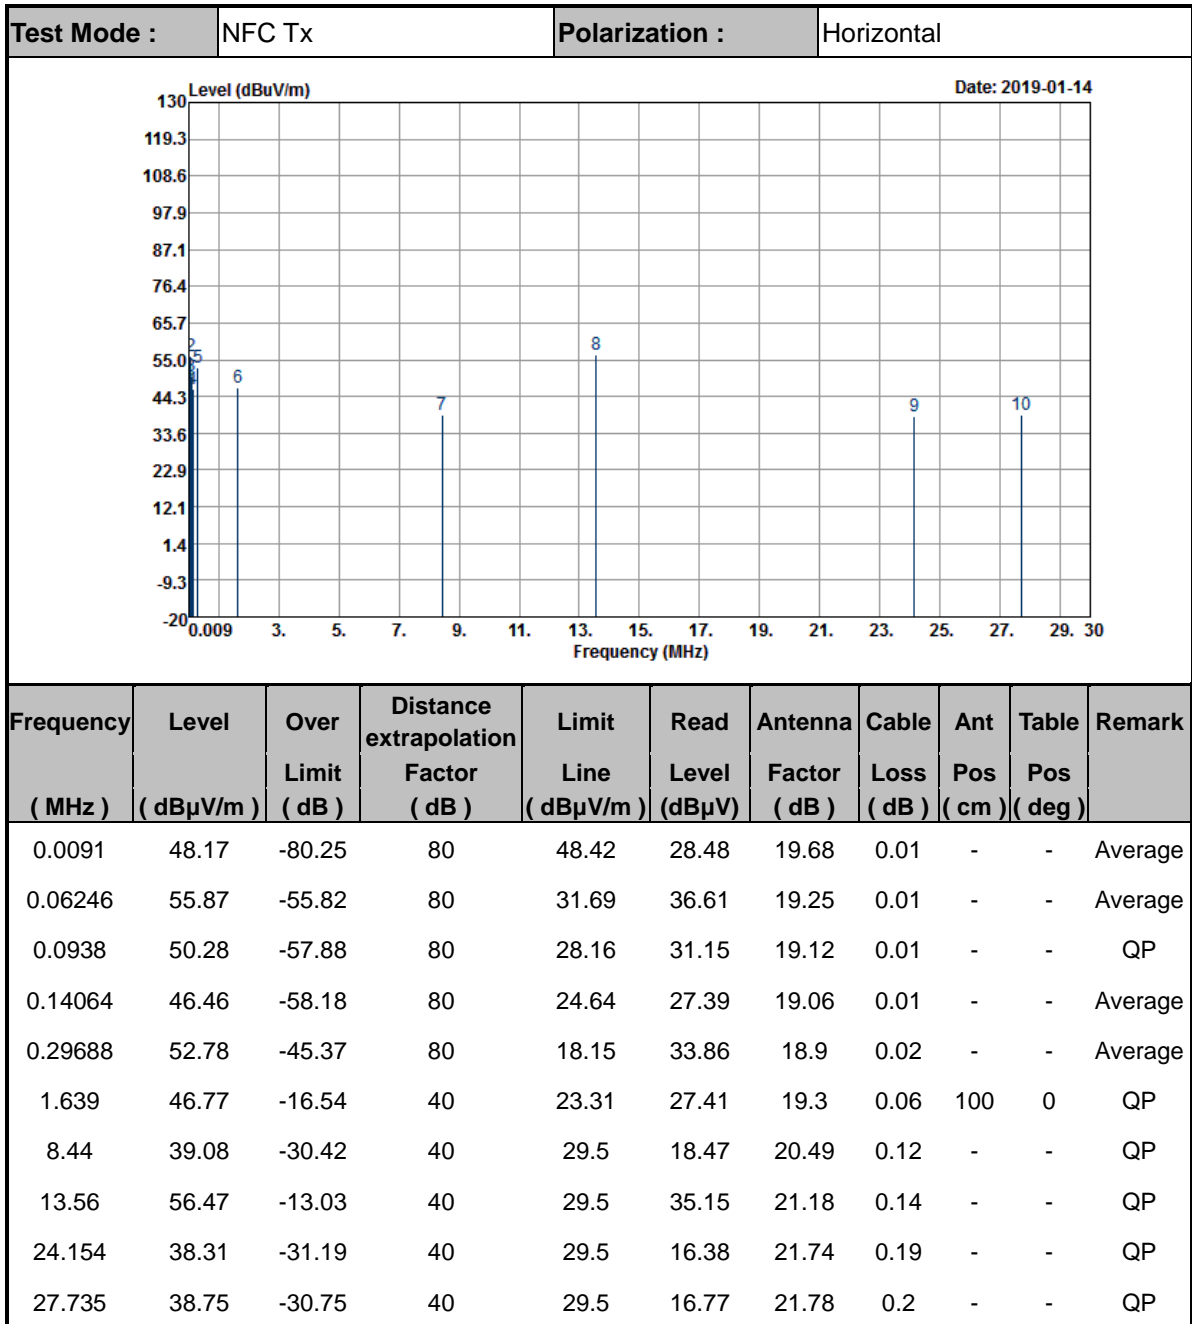 Test Mode : NFC Tx Polarization : Horizontal
Level (dBuV/m) Date: 2019-01-14
130
119.3
108.6
97.9
87.1
76.4
65.7
55.0
44.3
33.6
22.9
12.1
1.4
-9.3
-20
2
5
4
6
7
8
9
10
0.009 3. 5. 7. 9. 11. 13. 15. 17. 19. 21. 23. 25. 27. 29. 30
Frequency (MHz)
Frequency Level Over Distance extrapolation Limit Read Antenna Cable Ant Table Remark
Limit Factor Line Level Factor Loss Pos Pos
( MHz ) ( dBµV/m ) ( dB ) ( dB ) ( dBµV/m ) (dBµV) ( dB ) ( dB ) ( cm ) ( deg )
0.0091 48.17 -80.25 80 48.42 28.48 19.68 0.01 - - Average
0.06246 55.87 -55.82 80 31.69 36.61 19.25 0.01 - - Average
0.0938 50.28 -57.88 80 28.16 31.15 19.12 0.01 - - QP
0.14064 46.46 -58.18 80 24.64 27.39 19.06 0.01 - - Average
0.29688 52.78 -45.37 80 18.15 33.86 18.9 0.02 - - Average
1.639 46.77 -16.54 40 23.31 27.41 19.3 0.06 100 0 QP
8.44 39.08 -30.42 40 29.5 18.47 20.49 0.12 - - QP
13.56 56.47 -13.03 40 29.5 35.15 21.18 0.14 - - QP
24.154 38.31 -31.19 40 29.5 16.38 21.74 0.19 - - QP
27.735 38.75 -30.75 40 29.5 16.77 21.78 0.2 - - QP